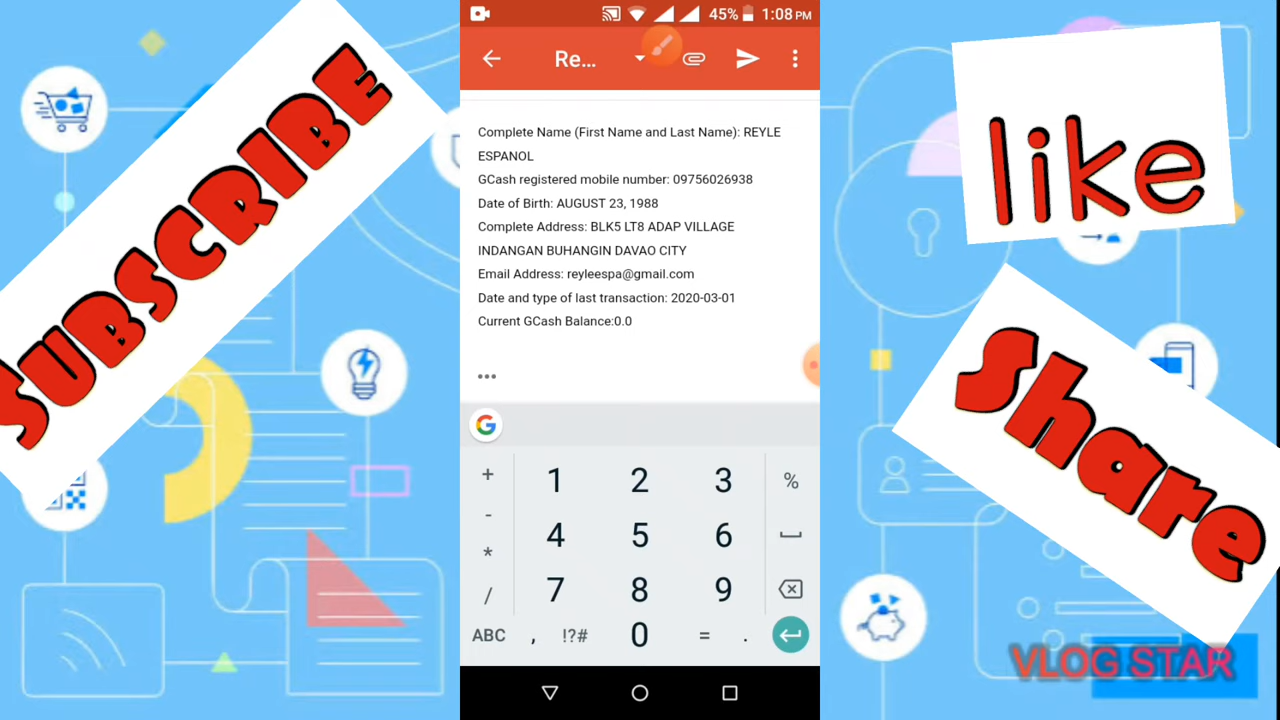 SUBSCRIBE
45% 1:08 PM
Re...
Complete Name (First Name and Last Name): REYLE
ESPANOL
GCash registered mobile number: 09756026938
Date of Birth: AUGUST 23, 1988
Complete Address: BLK5 LT8 ADAP VILLAGE
INDANGAN BUHANGIN DAVAO CITY
Email Address: reyleespa@gmail.com
Date and type of last transaction: 2020-03-01
Current GCash Balance:0.0
•••
G
+ 1 2 3 %
- 4 5 6
* 7 8 9
/
ABC , !?# 0 = .
like
Share
VLOG STAR